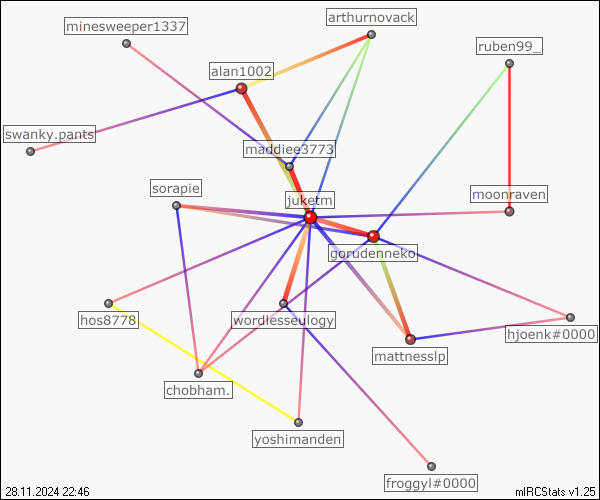 arthurnovack
minesweeper1337
ruben99_
alan1002
swanky.pants
maddiee3773
sorapie
moonraven
juketm
gorudenneko
hos8778
wordlesseulogy
hjoenk#0000
mattnesslp
chobham.
yoshimanden
froggyl#0000
28.11.2024 22:46
mIRCStats v1.25